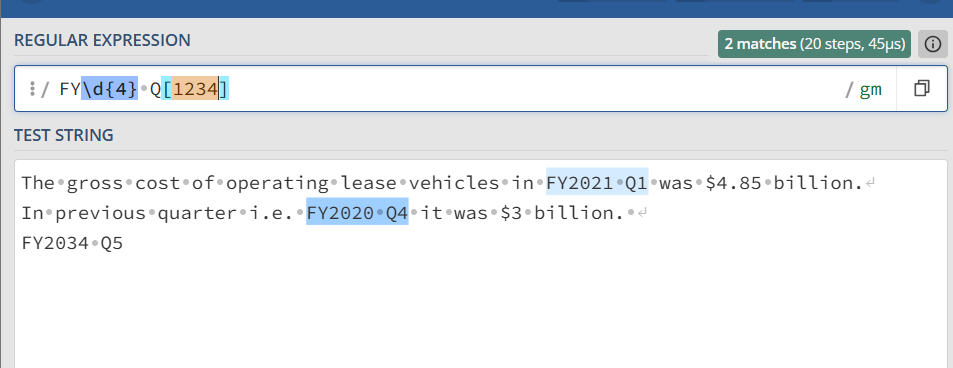 REGULAR EXPRESSION
2 matches (20 steps, 45μs)
/ FY\d{4} Q[1234]
/ gm
TEST STRING
The gross cost of operating lease vehicles in FY2021 Q1 was $4.85 billion.
In previous quarter i.e. FY2020 Q4 it was $3 billion.
FY2034 Q5